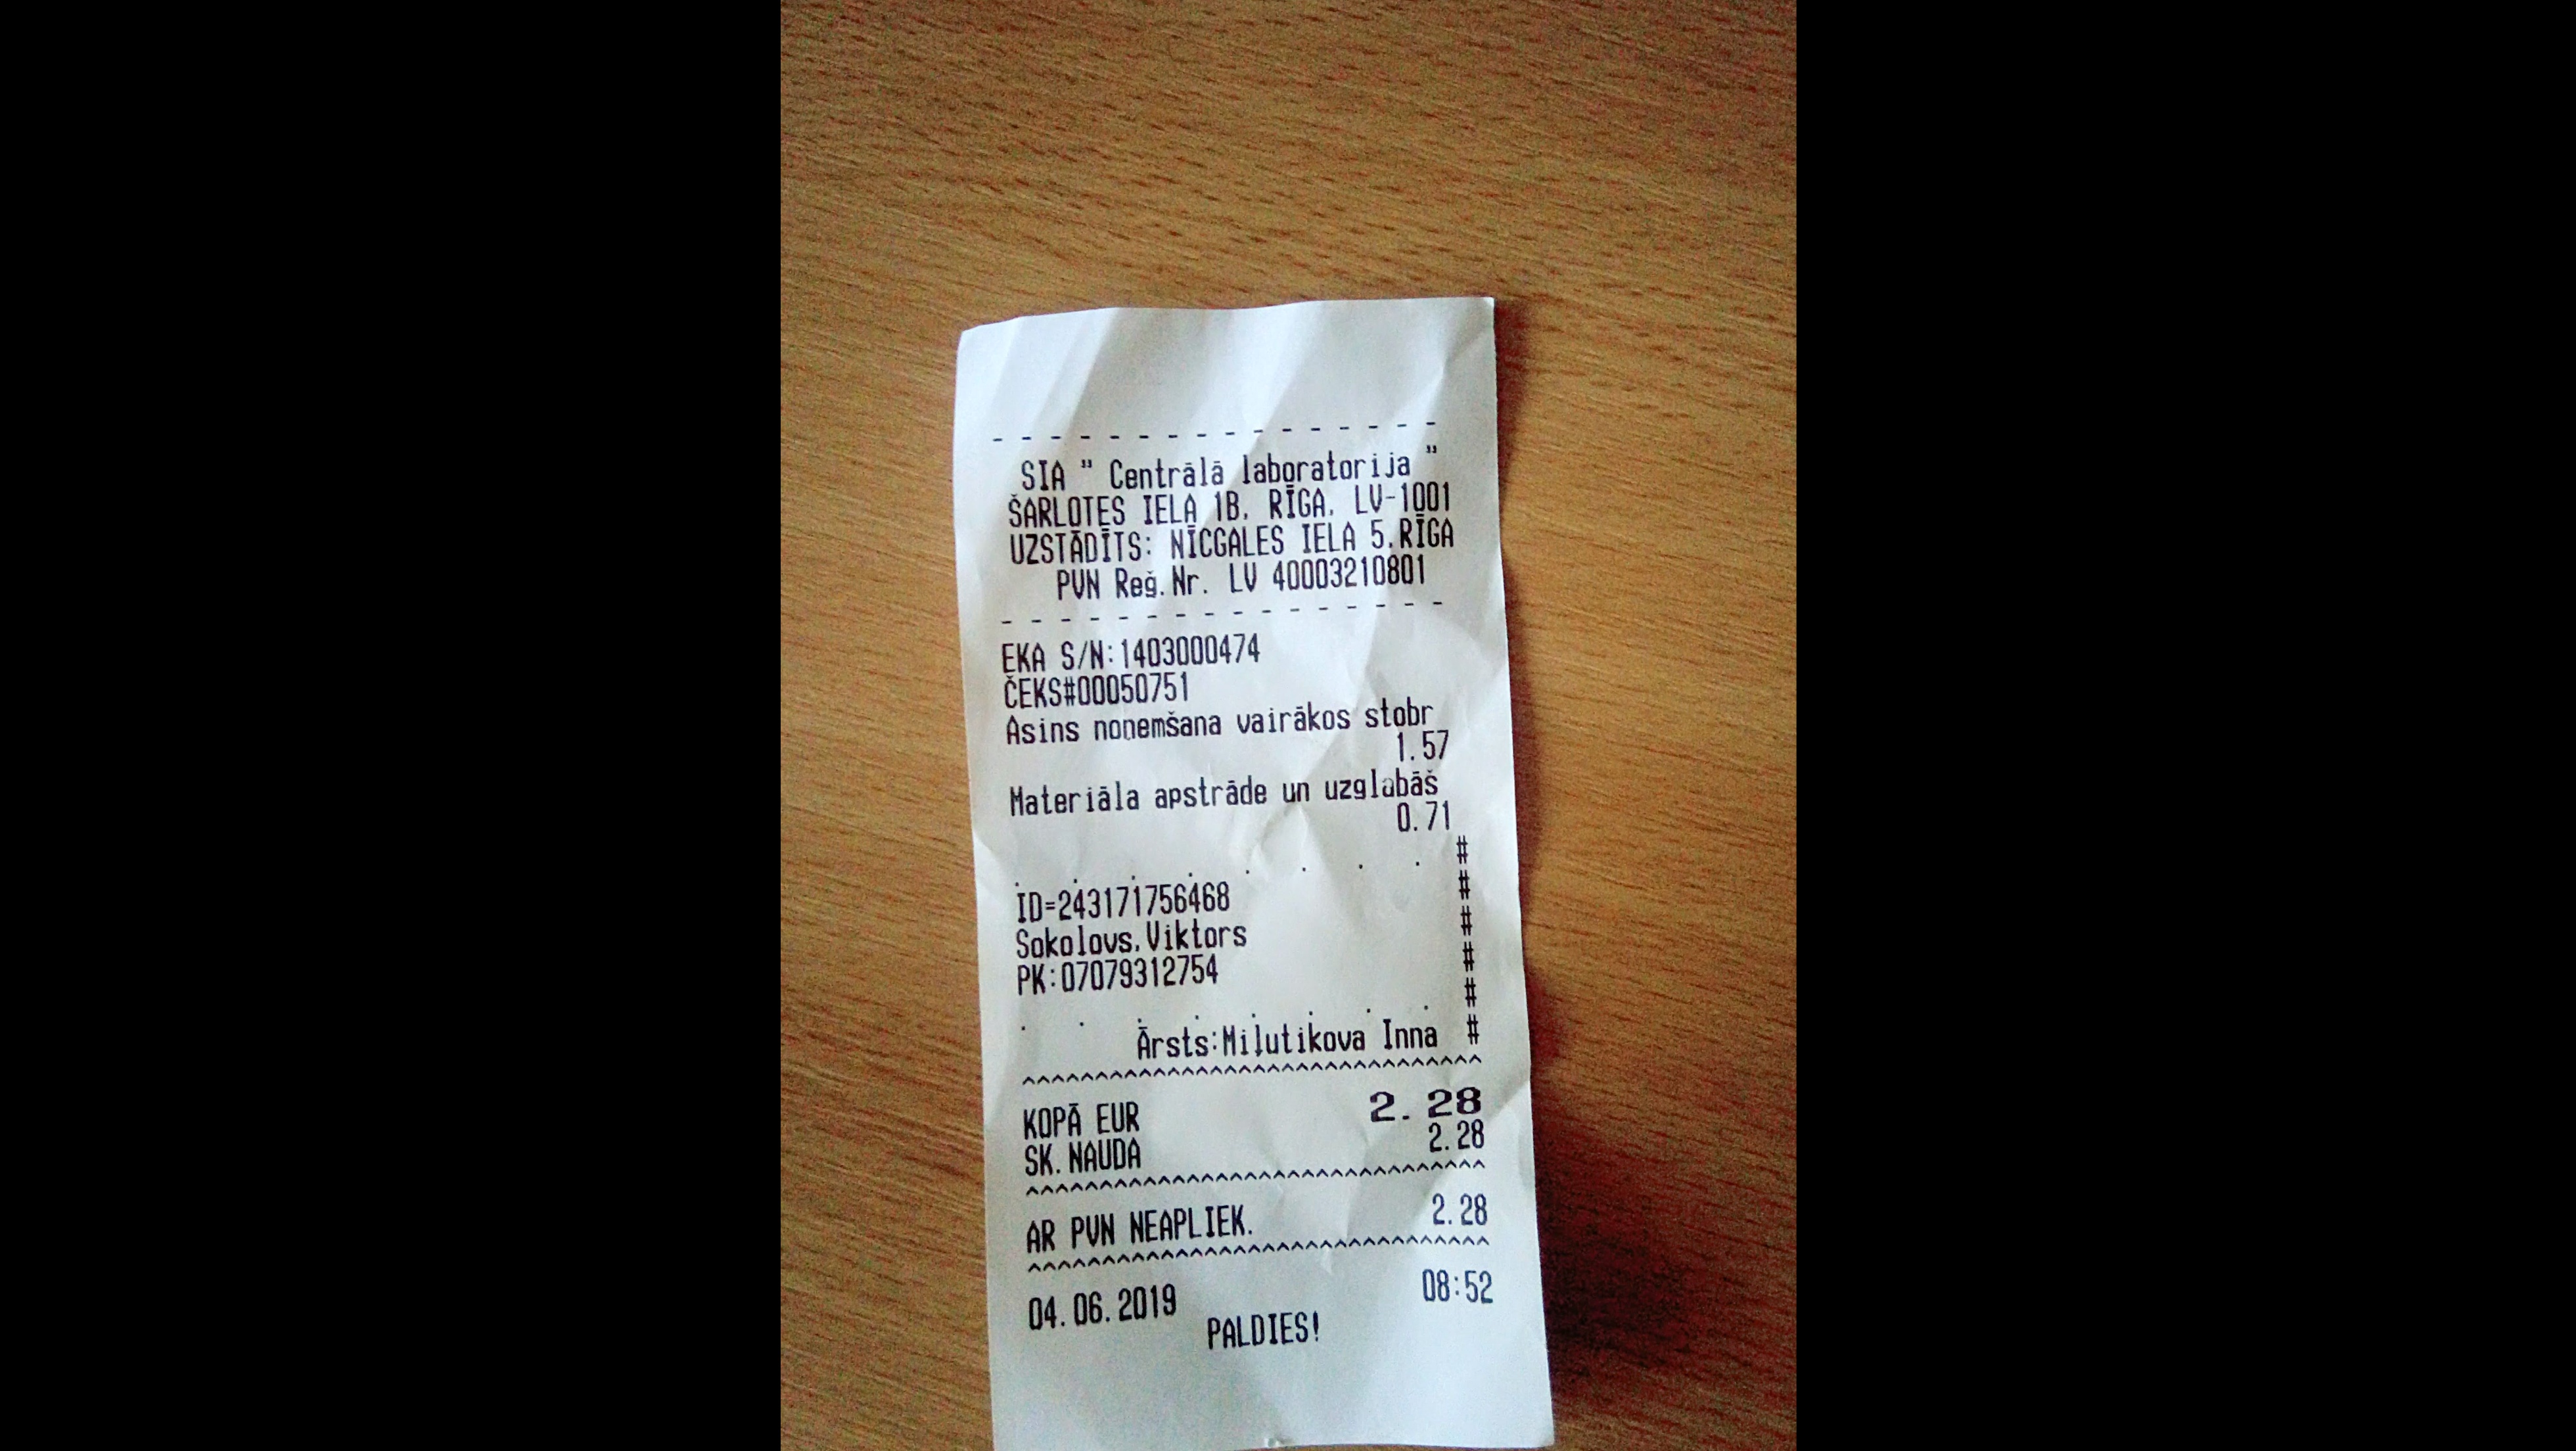 - - - - - - - - - - - - - - - -
SIA " Centrālā laboratorija "
ŠARLOTES IELA 1B, RĪGA, LV-1001
UZSTĀDĪTS: NĪCGALES IELA 5,RĪGA
PVN Reģ.Nr. LV 40003210801
- - - - - - - - - - - - - - - -
EKA S/N:1403000474
ČEKS#00050751
Asins noņemšana vairākos stobr
1.57
Materiāla apstrāde un uzglabāš
0.71
. . . . . . . . #
ID=243171756468 #
Sokolovs,Viktors #
PK:07079312754 #
. . . . . . . . #
Ārsts:Miļutikova Inna #
^^^^^^^^^^^^^^^^^^^^^^^^^^^^^^^^
KOPĀ EUR 2.28
SK.NAUDA 2.28
^^^^^^^^^^^^^^^^^^^^^^^^^^^^^^^^
AR PVN NEAPLIEK. 2.28
^^^^^^^^^^^^^^^^^^^^^^^^^^^^^^^^
04.06.2019 08:52
PALDIES!